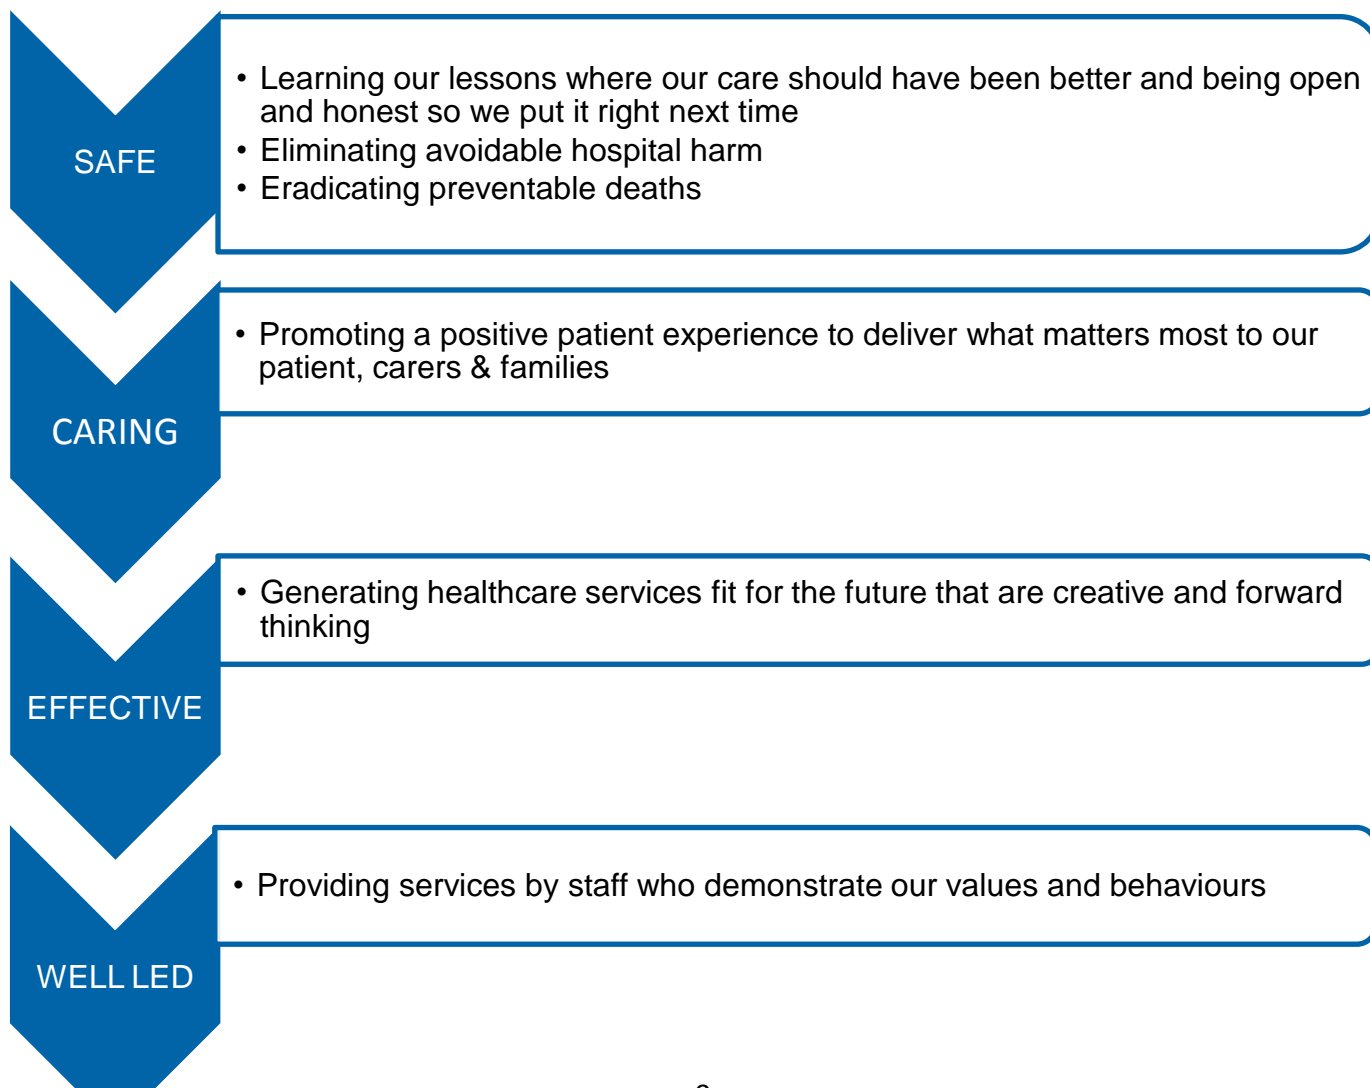 SAFE
• Learning our lessons where our care should have been better and being open
and honest so we put it right next time
• Eliminating avoidable hospital harm
• Eradicating preventable deaths
CARING
• Promoting a positive patient experience to deliver what matters most to our
patient, carers & families
EFFECTIVE
• Generating healthcare services fit for the future that are creative and forward
thinking
WELL LED
• Providing services by staff who demonstrate our values and behaviours